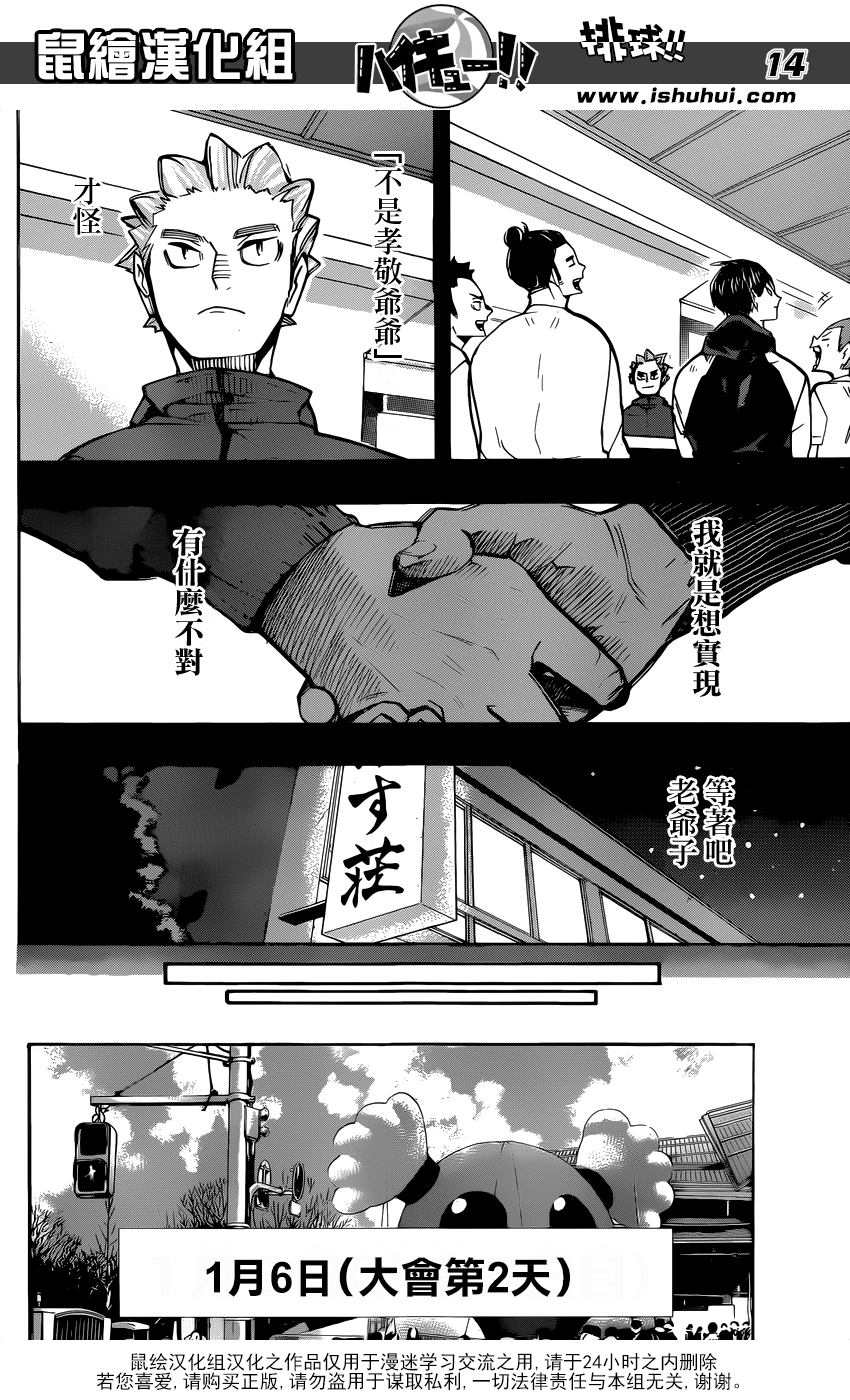 鼠繪漢化組
ハイキュー!!
排球!!
14
www.ishuhui.com
「不是孝敬爺爺」
才怪
我就是想實現
有什麼不對
等著吧
老爺子
す荘
1月6日(大會第2天)
鼠绘汉化组汉化之作品仅用于漫迷学习交流之用,请于24小时之内删除
若您喜爱,请购买正版,请勿盗用于谋取私利,一切法律责任与本组无关,谢谢。